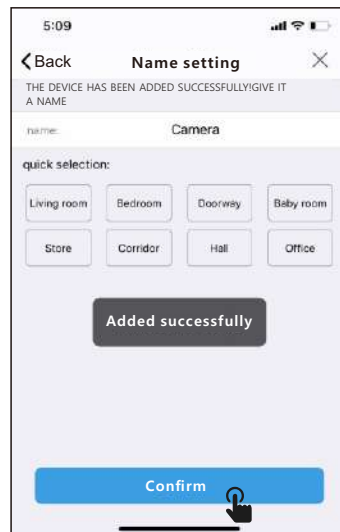 5:09
Back Name setting
THE DEVICE HAS BEEN ADDED SUCCESSFULLY!GIVE IT
A NAME
name: Camera
quick selection:
Living room Bedroom Doorway Baby room
Store Corridor Hall Office
Added successfully
Confirm